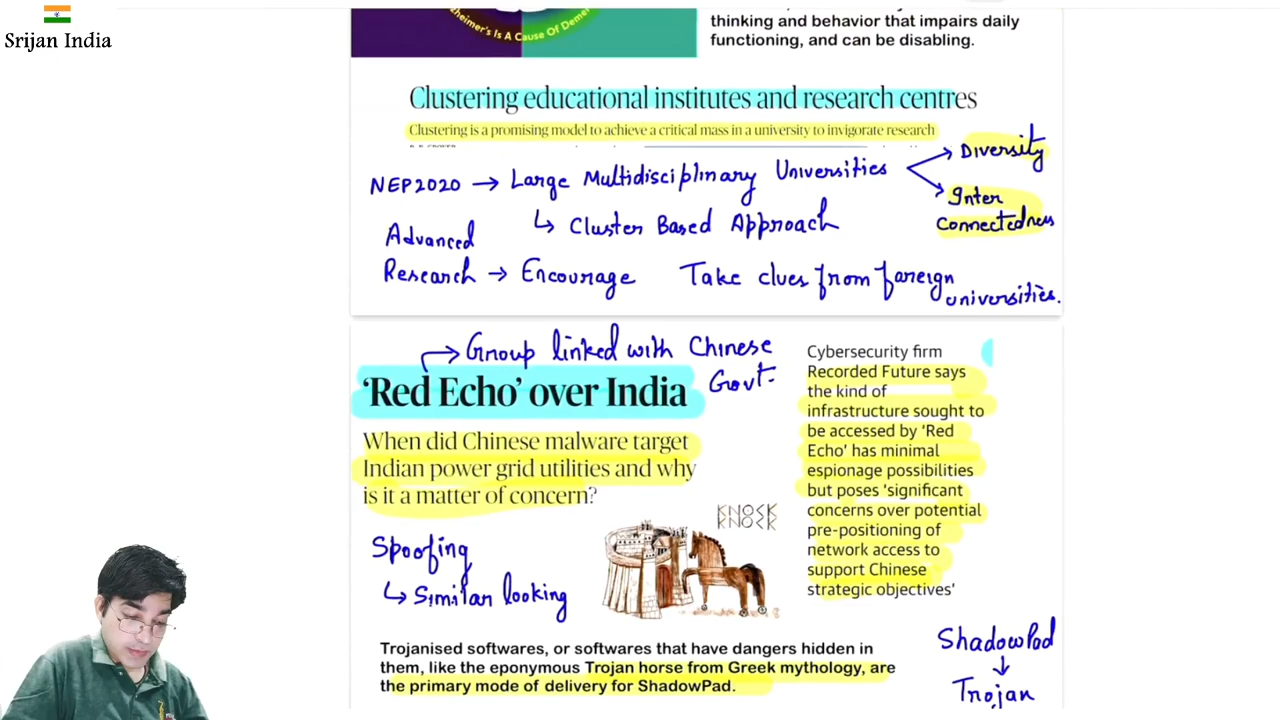 Srijan India
Alzheimer's Is A Cause Of Demen
thinking and behavior that impairs daily
functioning, and can be disabling.
Clustering educational institutes and research centres
Clustering is a promising model to achieve a critical mass in a university to invigorate research
NEP2020 → Large Multidisciplinary Universities
Diversity
Inter
Connectedness
↳ Cluster Based Approach
Advanced
Research → Encourage
Take clues from foreign
universities.
→ Group linked with Chinese
Govt.
'Red Echo' over India
When did Chinese malware target
Indian power grid utilities and why
is it a matter of concern?
Spoofing
↳ Similar looking
KNOCK
KNOCK
Cybersecurity firm
Recorded Future says
the kind of
infrastructure sought to
be accessed by 'Red
Echo' has minimal
espionage possibilities
but poses 'significant
concerns over potential
pre-positioning of
network access to
support Chinese
strategic objectives'
Trojanised softwares, or softwares that have dangers hidden in
them, like the eponymous Trojan horse from Greek mythology, are
the primary mode of delivery for ShadowPad.
ShadowPad
↓
Trojan